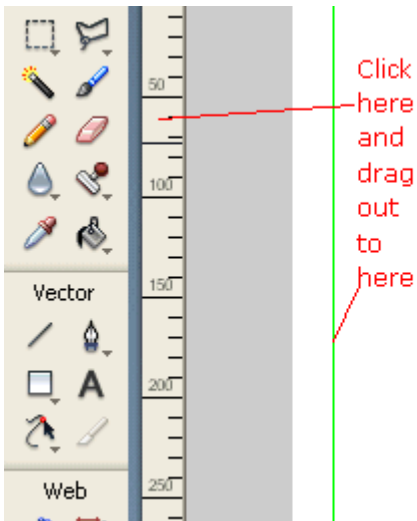 50
100
150
200
250
Vector
A
Web
Click
here
and
drag
out
to
here